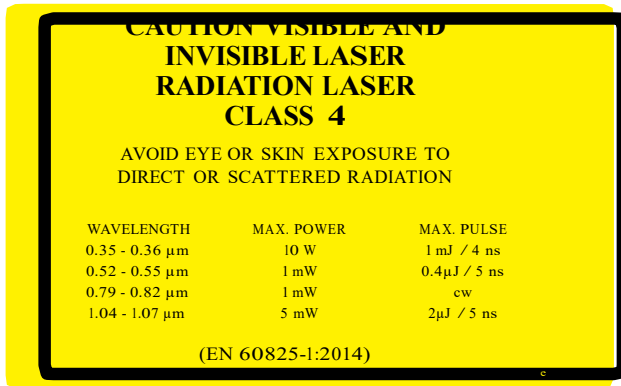 CAUTION VISIBLE AND
INVISIBLE LASER
RADIATION LASER
CLASS 4
AVOID EYE OR SKIN EXPOSURE TO
DIRECT OR SCATTERED RADIATION
WAVELENGTH MAX. POWER MAX. PULSE
0.35 - 0.36 µm 10 W 1 mJ / 4 ns
0.52 - 0.55 µm 1 mW 0.4µJ / 5 ns
0.79 - 0.82 µm 1 mW cw
1.04 - 1.07 µm 5 mW 2µJ / 5 ns
(EN 60825-1:2014)
e